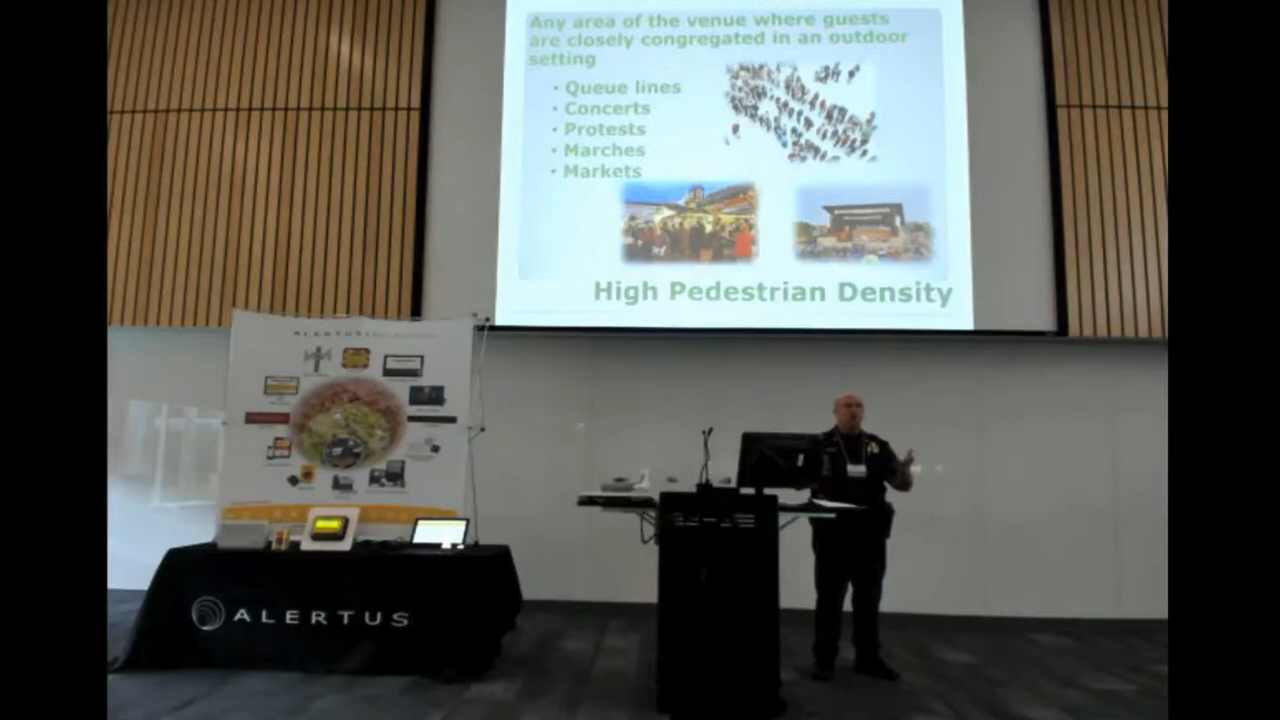 Any area of the venue where guests
are closely congregated in an outdoor
setting
• Queue lines
• Concerts
• Protests
• Marches
• Markets
High Pedestrian Density
ALERTUS
ALERTUS